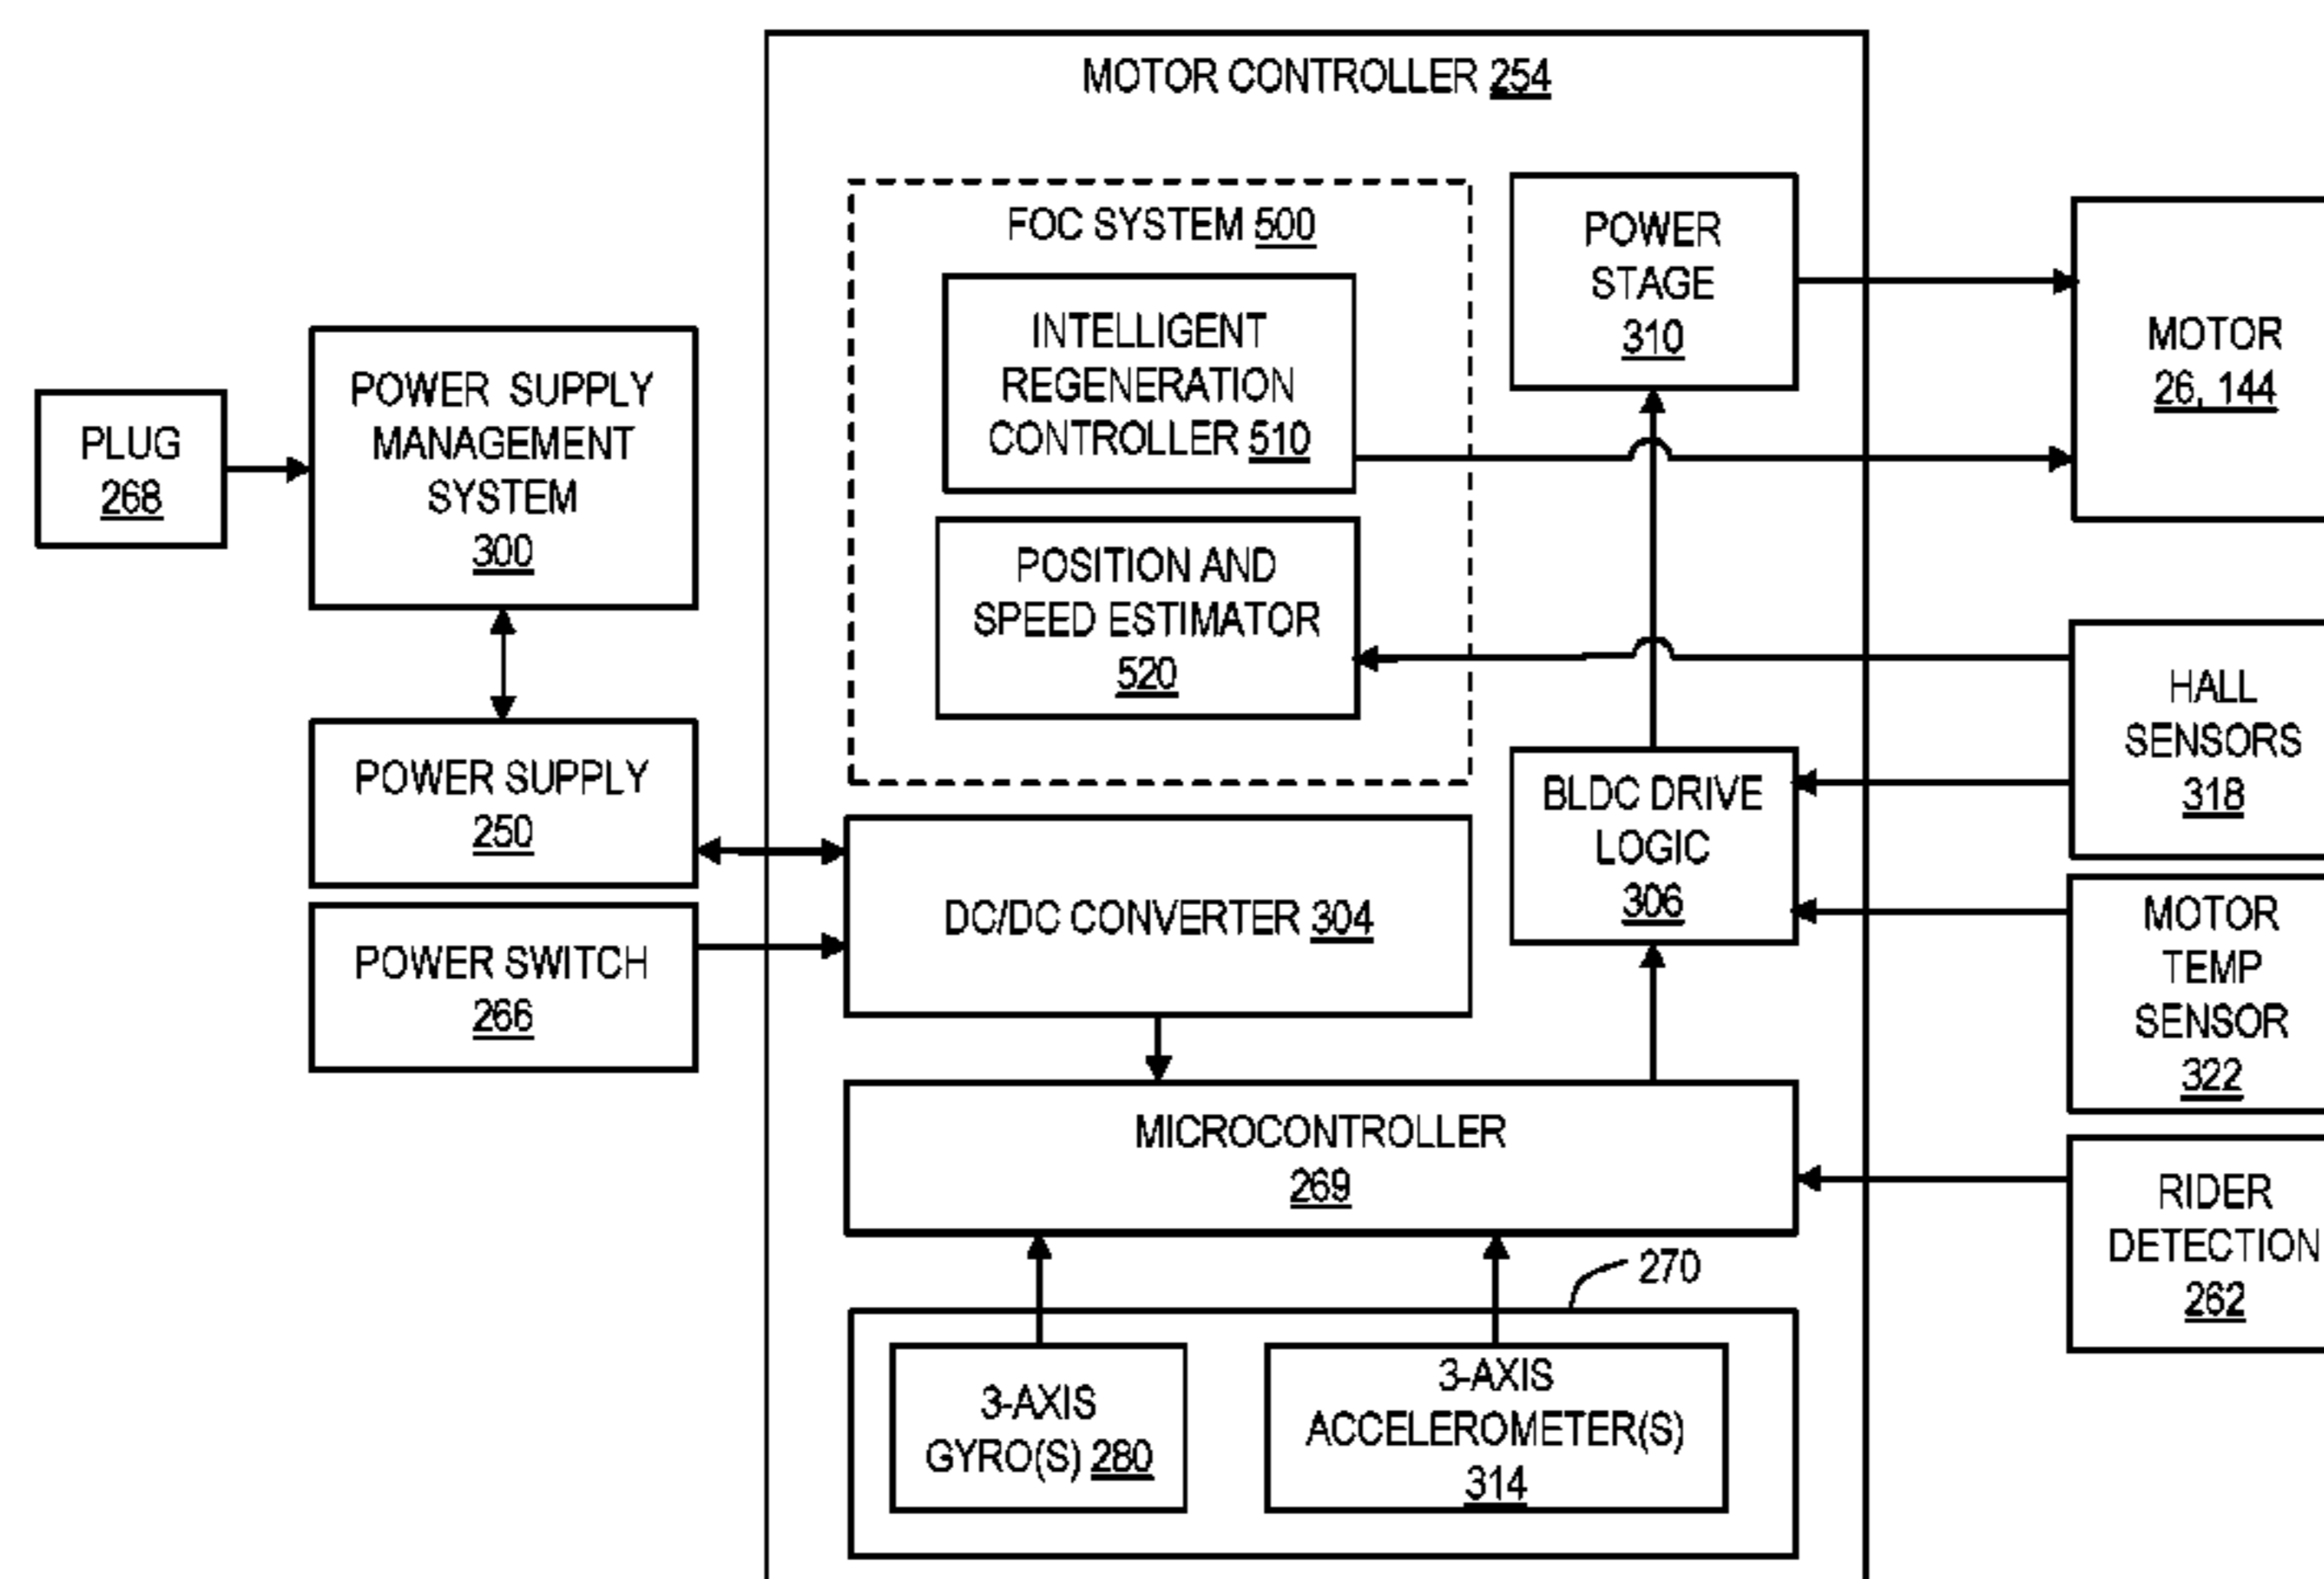 MOTOR CONTROLLER 254
FOC SYSTEM 500
INTELLIGENT
REGENERATION
CONTROLLER 510
POSITION AND
SPEED ESTIMATOR
520
POWER
STAGE
310
MOTOR
26, 144
PLUG
268
POWER SUPPLY
MANAGEMENT
SYSTEM
300
POWER SUPPLY
250
POWER SWITCH
266
DC/DC CONVERTER 304
BLDC DRIVE
LOGIC
306
HALL
SENSORS
318
MOTOR
TEMP
SENSOR
322
MICROCONTROLLER
269
RIDER
DETECTION
262
270
3-AXIS
GYRO(S) 280
3-AXIS
ACCELEROMETER(S)
314